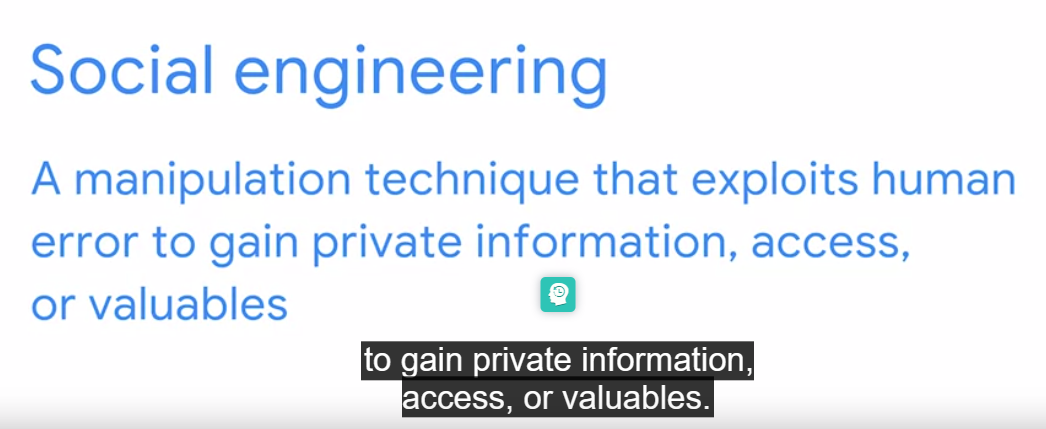 Social engineering
A manipulation technique that exploits human
error to gain private information, access,
or valuables
to gain private information,
access, or valuables.